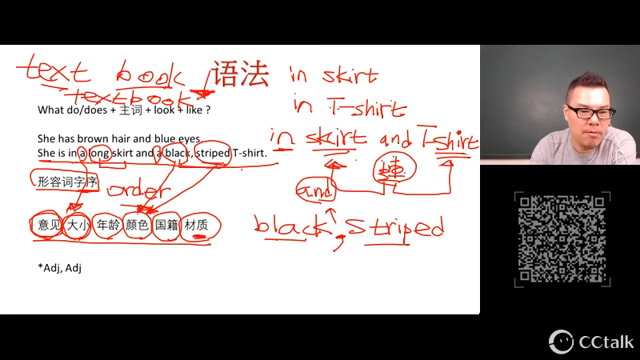 text book 语法
textbook
in skirt
in T-shirt
What do/does + 主词 + look + like ?
She has brown hair and blue eyes.
in skirt and T-shirt
She is in a long skirt and a black, striped T-shirt.
連
and
形容词字序
order
意见 大小 年龄 颜色 国籍 材质
black, striped
*Adj, Adj
CCtalk